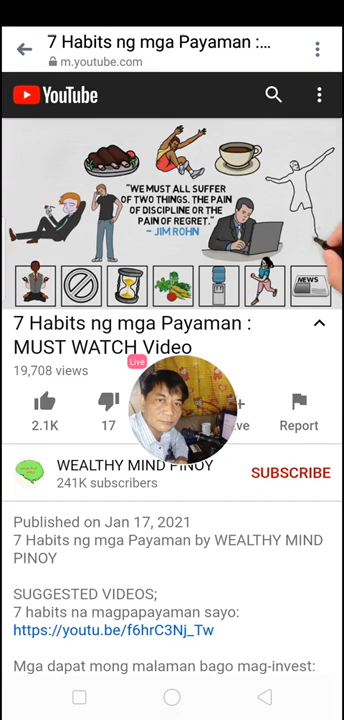 7 Habits ng mga Payaman :...
m.youtube.com
YouTube
"WE MUST ALL SUFFER
OF TWO THINGS. THE PAIN
OF DISCIPLINE OR THE
PAIN OF REGRET."
- JIM ROHN
NEWS
7 Habits ng mga Payaman :
MUST WATCH Video
Live
19,708 views
2.1K
17
Report
WEALTHY MIND PINOY
SUBSCRIBE
241K subscribers
Published on Jan 17, 2021
7 Habits ng mga Payaman by WEALTHY MIND
PINOY
SUGGESTED VIDEOS;
7 habits na magpapayaman sayo:
https://youtu.be/f6hrC3Nj_Tw
Mga dapat mong malaman bago mag-invest: